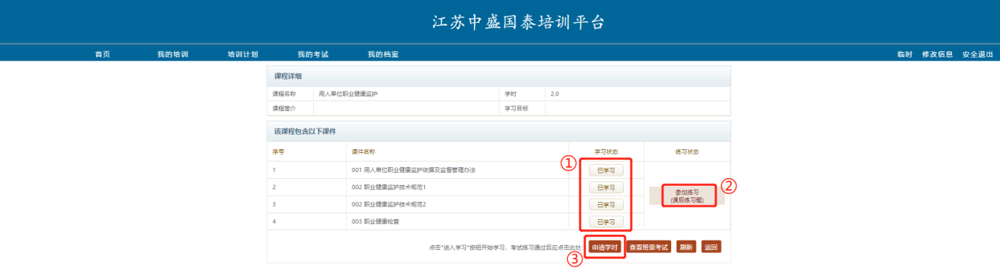 江苏中盛国泰培训平台
首页 我的培训 培训计划 我的考试 我的档案 临时 修改信息 安全退出
课程详细
课程名称 用人单位职业健康监护 学时 2.0
课程简介 学习目标
该课程包含以下课件
序号 课件名称 学习状态 练习状态
①
1 001 用人单位职业健康监护依据及监督管理办法 已学习
2 002 职业健康监护技术规范1 已学习
参加练习 ②
(课后练习题)
3 002 职业健康监护技术规范2 已学习
4 003 职业健康检查 已学习
点击"进入学习"按钮开始学习，考试练习通过后应点击此处： 申请学时 查看班级考试 刷新 返回
③